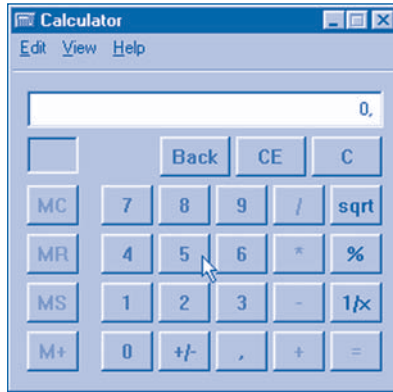 Calculator
Edit View Help
0,
Back CE C
MC 7 8 9 / sqrt
MR 4 5 6 * %
MS 1 2 3 - 1/x
M+ 0 +/- , + =